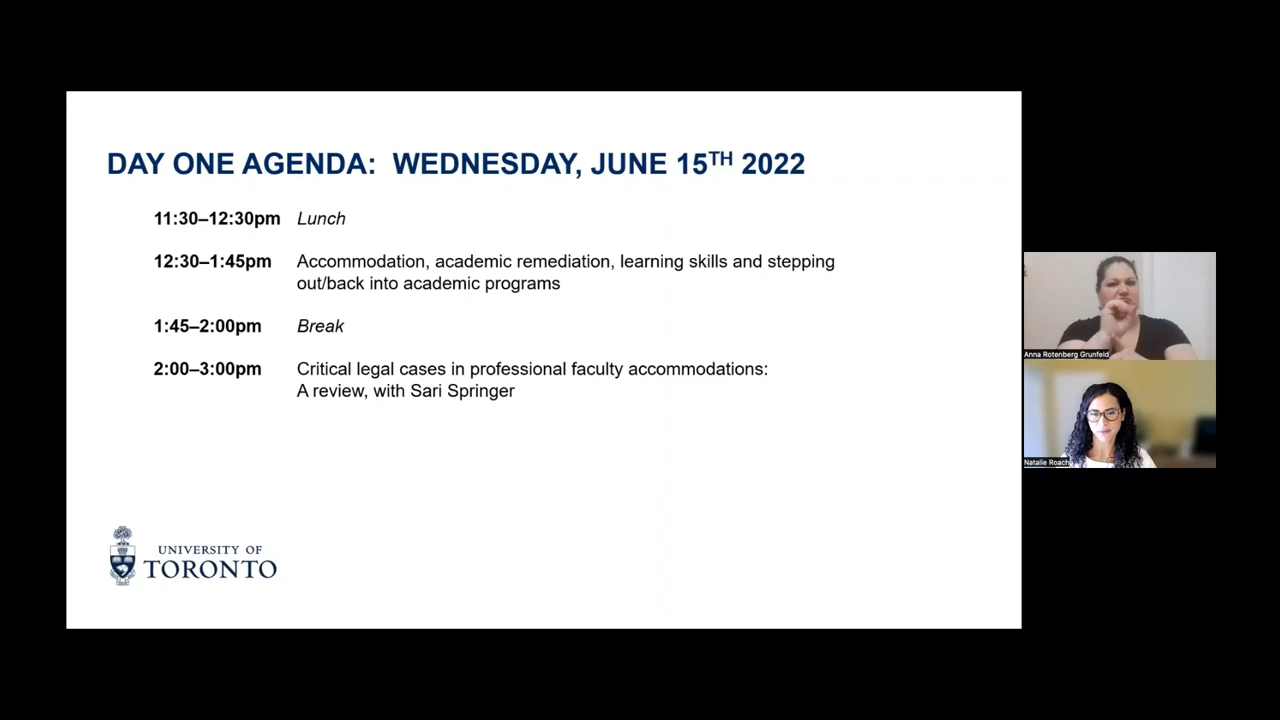 DAY ONE AGENDA: WEDNESDAY, JUNE 15TH 2022
11:30–12:30pm Lunch
12:30–1:45pm Accommodation, academic remediation, learning skills and stepping
out/back into academic programs
1:45–2:00pm Break
2:00–3:00pm Critical legal cases in professional faculty accommodations:
A review, with Sari Springer
UNIVERSITY OF
TORONTO
Anna Rotenberg Grunfeld
Natalie Roach